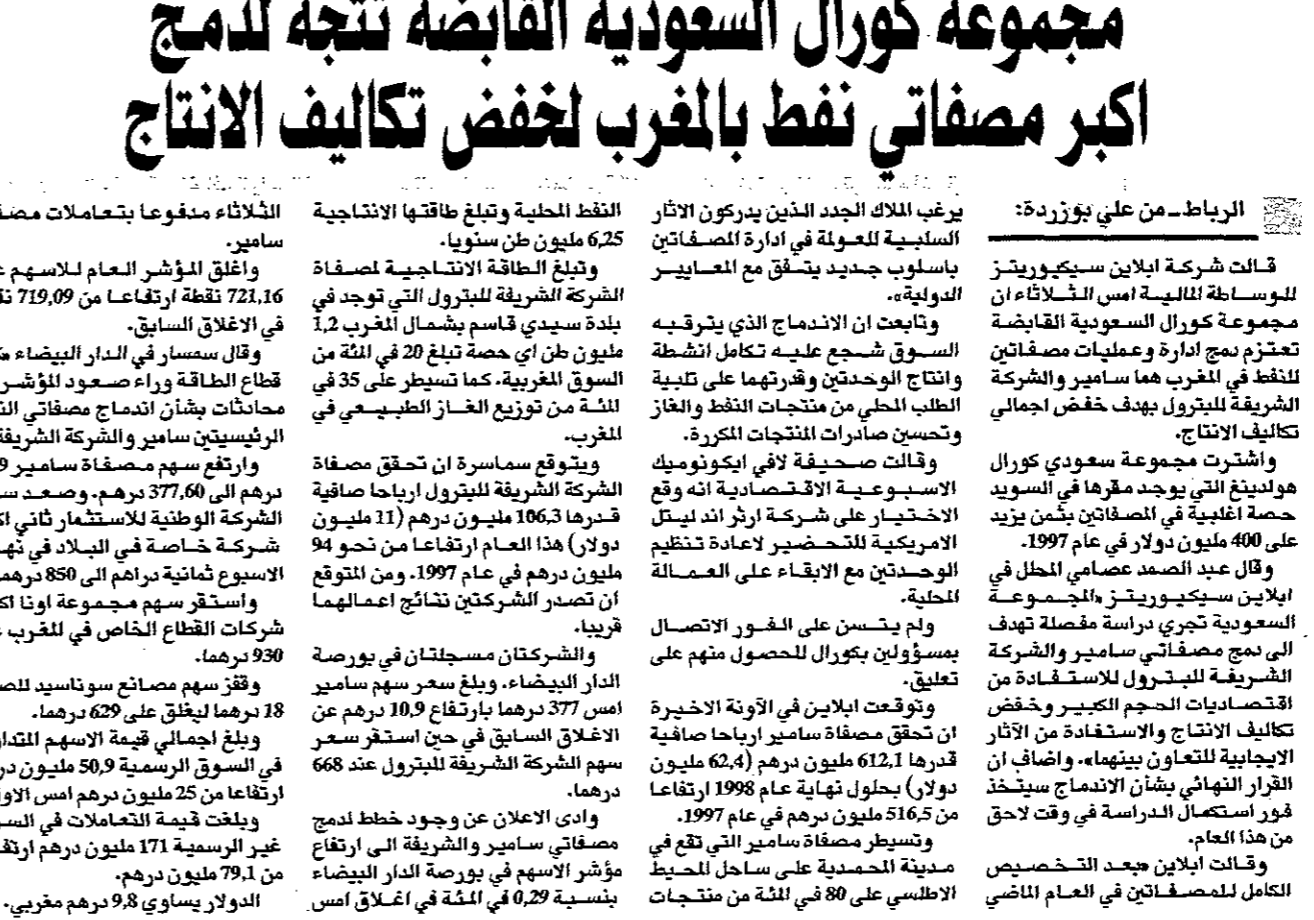 مجموعة كورال السعودية القابضة تتجه لدمج
اكبر مصفاتي نفط بالمغرب لخفض تكاليف الانتاج
الرباط ـ من علي بوزردة:
قالت شركة ابلاين سيكيوريتز
للوساطة المالية امس الثلاثاء ان
مجموعة كورال السعودية القابضة
تعتزم دمج ادارة وعمليات مصفاتين
للنفط في المغرب هما سامير والشركة
الشريفة للبترول بهدف خفض اجمالي
تكاليف الانتاج.
واشترت مجموعة سعودي كورال
هولدينغ التي يوجد مقرها في السويد
حصة اغلبية في المصفاتين بثمن يزيد
على 400 مليون دولار في عام 1997.
وقال عبد الصمد عصامي المحلل في
ابلاين سيكيوريتز «المجموعة
السعودية تجري دراسة مفصلة تهدف
الى دمج مصفاتي سامير والشركة
الشريفة للبترول للاستفادة من
اقتصاديات الحجم الكبير وخفض
تكاليف الانتاج والاستفادة من الآثار
الايجابية للتعاون بينهما». واضاف ان
القرار النهائي بشأن الاندماج سيتخذ
فور استكمال الدراسة في وقت لاحق
من هذا العام.
وقالت ابلاين «بعد التخصيص
الكامل للمصفاتين في العام الماضي
يرغب الملاك الجدد الذين يدركون الاثار
السلبية للعولمة في ادارة المصفاتين
باسلوب جديد يتفق مع المعايير
الدولية».
وتابعت ان الاندماج الذي يترقبه
السوق شجع عليه تكامل انشطة
وانتاج الوحدتين وقدرتهما على تلبية
الطلب المحلي من منتجات النفط والغاز
وتحسين صادرات المنتجات المكررة.
وقالت صحيفة لافي ايكونوميك
الاسبوعية الاقتصادية انه وقع
الاختيار على شركة ارثر اند ليتل
الامريكية للتحضير لاعادة تنظيم
الوحدتين مع الابقاء على العمالة
المحلية.
ولم يتسن على الفور الاتصال
بمسؤولين بكورال للحصول منهم على
تعليق.
وتوقعت ابلاين في الآونة الاخيرة
ان تحقق مصفاة سامير ارباحا صافية
قدرها 612,1 مليون درهم (62,4 مليون
دولار) بحلول نهاية عام 1998 ارتفاعا
من 516,5 مليون درهم في عام 1997.
وتسيطر مصفاة سامير التي تقع في
مدينة المحمدية على ساحل المحيط
الاطلسي على 80 في المئة من منتجات
النفط المحلية وتبلغ طاقتها الانتاجية
6,25 مليون طن سنويا.
وتبلغ الطاقة الانتاجية لمصفاة
الشركة الشريفة للبترول التي توجد في
بلدة سيدي قاسم بشمال المغرب 1,2
مليون طن اي حصة تبلغ 20 في المئة من
السوق المغربية. كما تسيطر على 35 في
المئة من توزيع الغاز الطبيعي في
المغرب.
ويتوقع سماسرة ان تحقق مصفاة
الشركة الشريفة للبترول ارباحا صافية
قدرها 106,3 مليون درهم (11 مليون
دولار) هذا العام ارتفاعا من نحو 94
مليون درهم في عام 1997. ومن المتوقع
ان تصدر الشركتين نتائج اعمالهما
قريبا.
والشركتان مسجلتان في بورصة
الدار البيضاء. وبلغ سعر سهم سامير
امس 377 درهما بارتفاع 10,9 درهم عن
الاغلاق السابق في حين استقر سعر
سهم الشركة الشريفة للبترول عند 668
درهما.
وادى الاعلان عن وجود خطط لدمج
مصفاتي سامير والشريفة الى ارتفاع
مؤشر الاسهم في بورصة الدار البيضاء
بنسبة 0,29 في المئة في اغلاق امس
الثلاثاء مدفوعا بتعاملات
سامير.
واغلق المؤشر العام للاسهم
721,16 نقطة ارتفاعا من 719,09
في الاغلاق السابق.
وقال سمسار في الدار البيضاء
قطاع الطاقة وراء صعود المؤشر
محادثات بشأن اندماج مصفاتي
الرئيسيتين سامير والشركة الشريفة
وارتفع سهم مصفاة سامير
درهم الى 377,60 درهم. وصعد
الشركة الوطنية للاستثمار ثاني
شركة خاصة في البلاد في
الاسبوع ثمانية دراهم الى 850
واستقر سهم مجموعة اونا
شركات القطاع الخاص في المغرب
930 درهما.
وقفز سهم مصانع سوناسيد
18 درهما ليغلق على 629 درهما.
وبلغ اجمالي قيمة الاسهم
في السوق الرسمية 50,9 مليون
ارتفاعا من 25 مليون درهم امس
وبلغت قيمة التعاملات في
غير الرسمية 171 مليون درهم
من 79,1 مليون درهم.
الدولار يساوي 9,8 درهم مغربي.